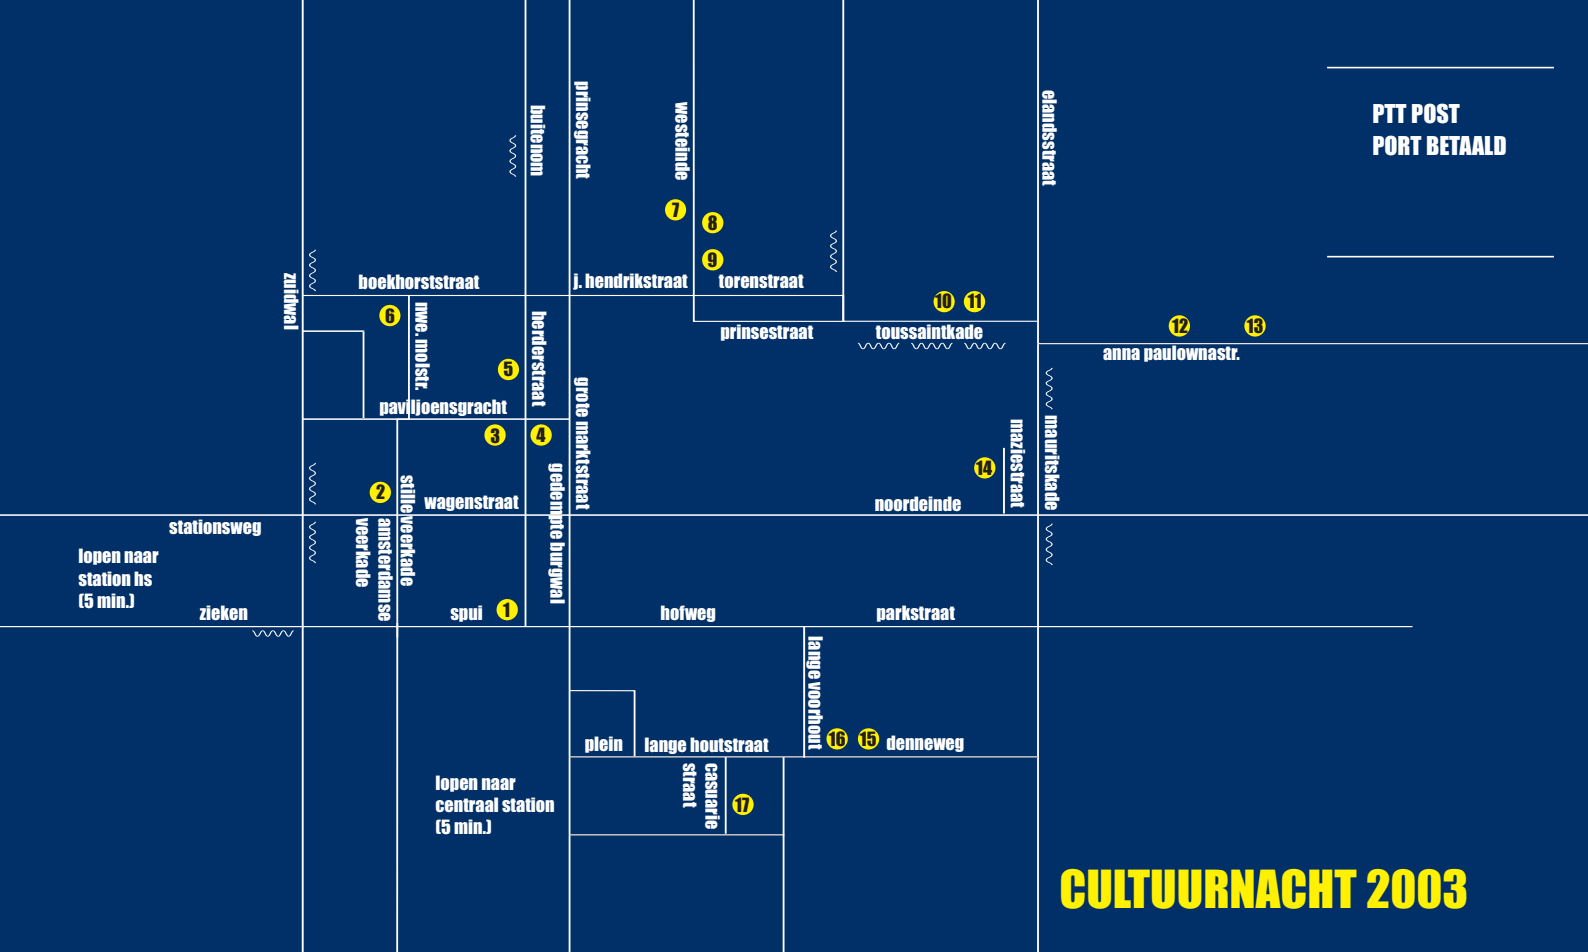 PTT POST
PORT BETAALD
buitenom
prinsegracht
westeinde
elandsstraat
7
8
9
zuidwal
boekhorststraat
j. hendrikstraat
torenstraat
10
11
6
nwe. molstr.
herderstraat
prinsestraat
toussaintkade
12
13
anna paulownastr.
5
paviljoensgracht
grote marktstraat
3
4
maziestraat
mauritskade
14
2
stille veerkade
wagenstraat
gedempte burgwal
noordeinde
stationsweg
amsterdamse
veerkade
lopen naar
station hs
(5 min.)
zieken
spui
1
hofweg
parkstraat
lange voorhout
plein
lange houtstraat
16
15
denneweg
casuarie
straat
17
lopen naar
centraal station
(5 min.)
CULTUURNACHT 2003